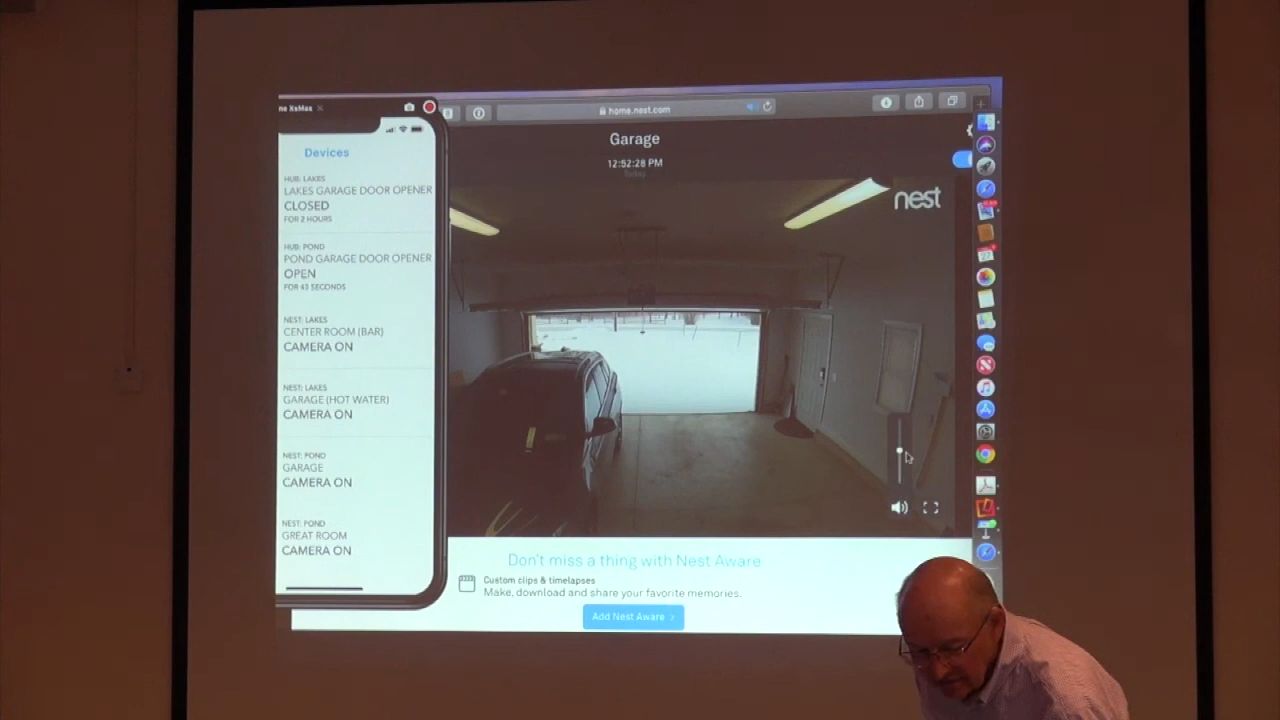 ne XsMax
Devices
HUB: LAKES
LAKES GARAGE DOOR OPENER
CLOSED
FOR 2 HOURS
HUB: POND
POND GARAGE DOOR OPENER
OPEN
FOR 43 SECONDS
NEST: LAKES
CENTER ROOM (BAR)
CAMERA ON
NEST: LAKES
GARAGE (HOT WATER)
CAMERA ON
NEST: POND
GARAGE
CAMERA ON
NEST: POND
GREAT ROOM
CAMERA ON
home.nest.com
Garage
12:52:28 PM
Today
nest
Don't miss a thing with Nest Aware
Custom clips & timelapses
Make, download and share your favorite memories.
Add Nest Aware >